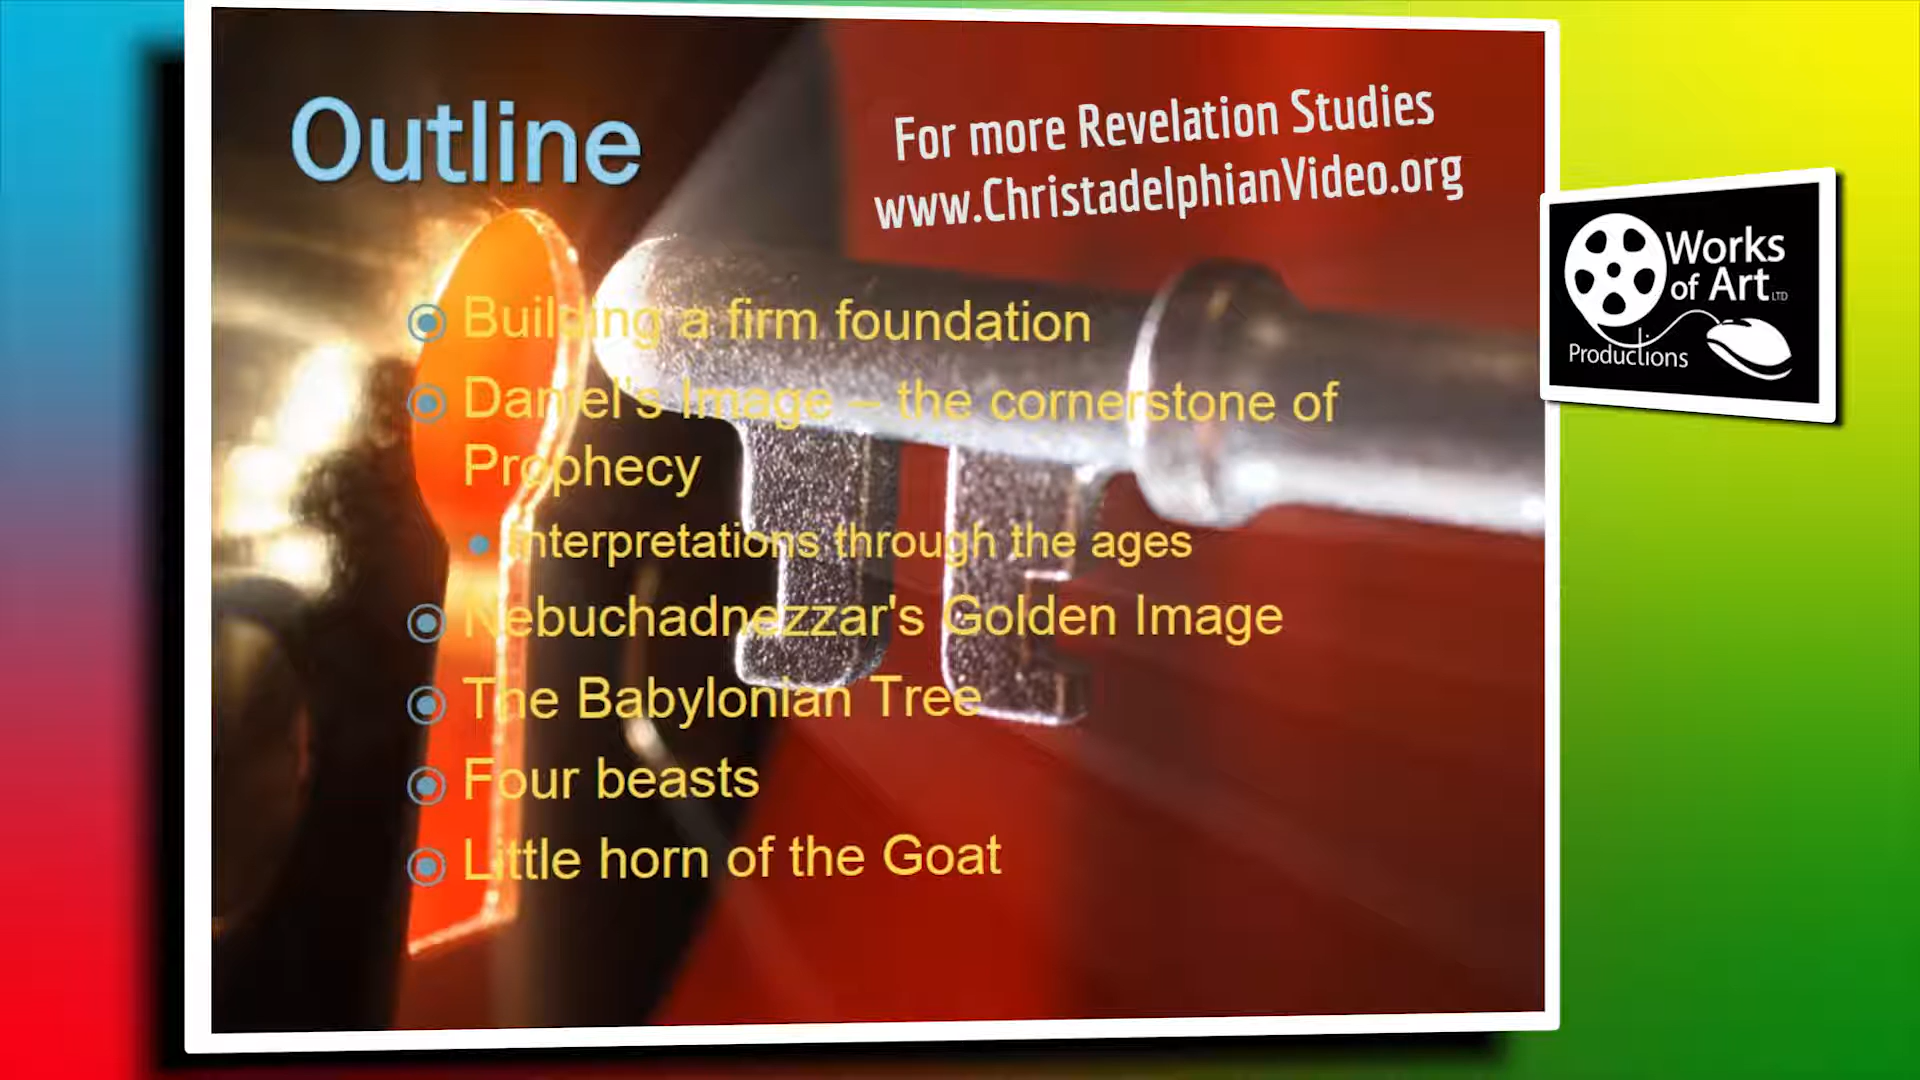 Outline
For more Revelation Studies
www.ChristadelphianVideo.org
Works
of Art LTD
Productions
Building a firm foundation
Daniel's Image – the cornerstone of
Prophecy
Interpretations through the ages
Nebuchadnezzar's Golden Image
The Babylonian Tree
Four beasts
Little horn of the Goat